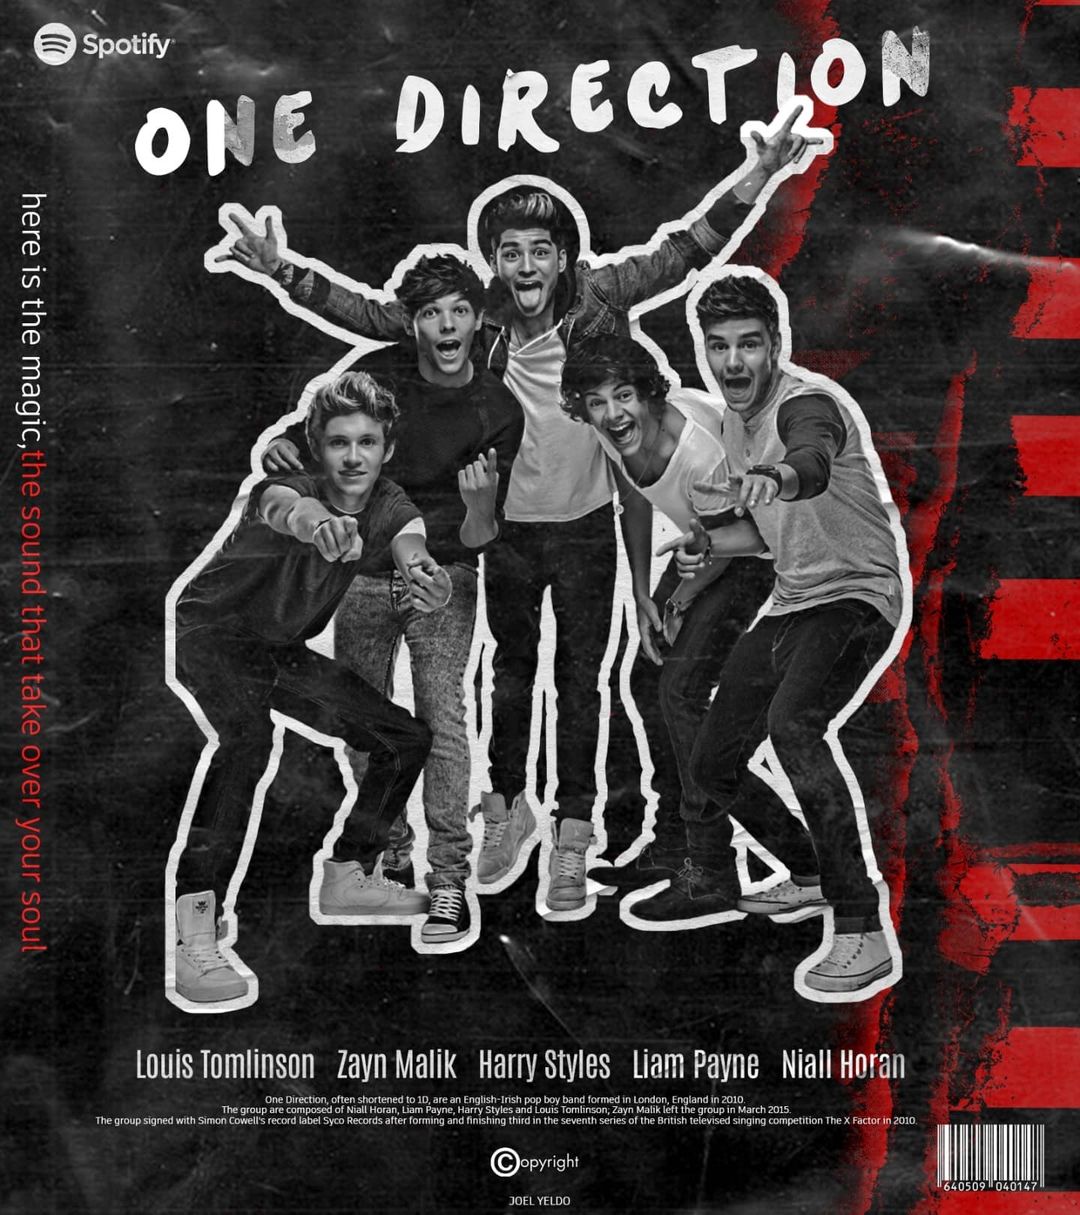 Spotify
ONE DIRECTION
here is the magic,the sound that take over your soul
Louis Tomlinson Zayn Malik Harry Styles Liam Payne Niall Horan
One Direction, often shortened to 1D, are an English-Irish pop boy band formed in London, England in 2010.
The group are composed of Niall Horan, Liam Payne, Harry Styles and Louis Tomlinson; Zayn Malik left the group in March 2015.
The group signed with Simon Cowell's record label Syco Records after forming and finishing third in the seventh series of the British televised singing competition The X Factor in 2010.
©opyright
640509 040147
JOEL YELDO